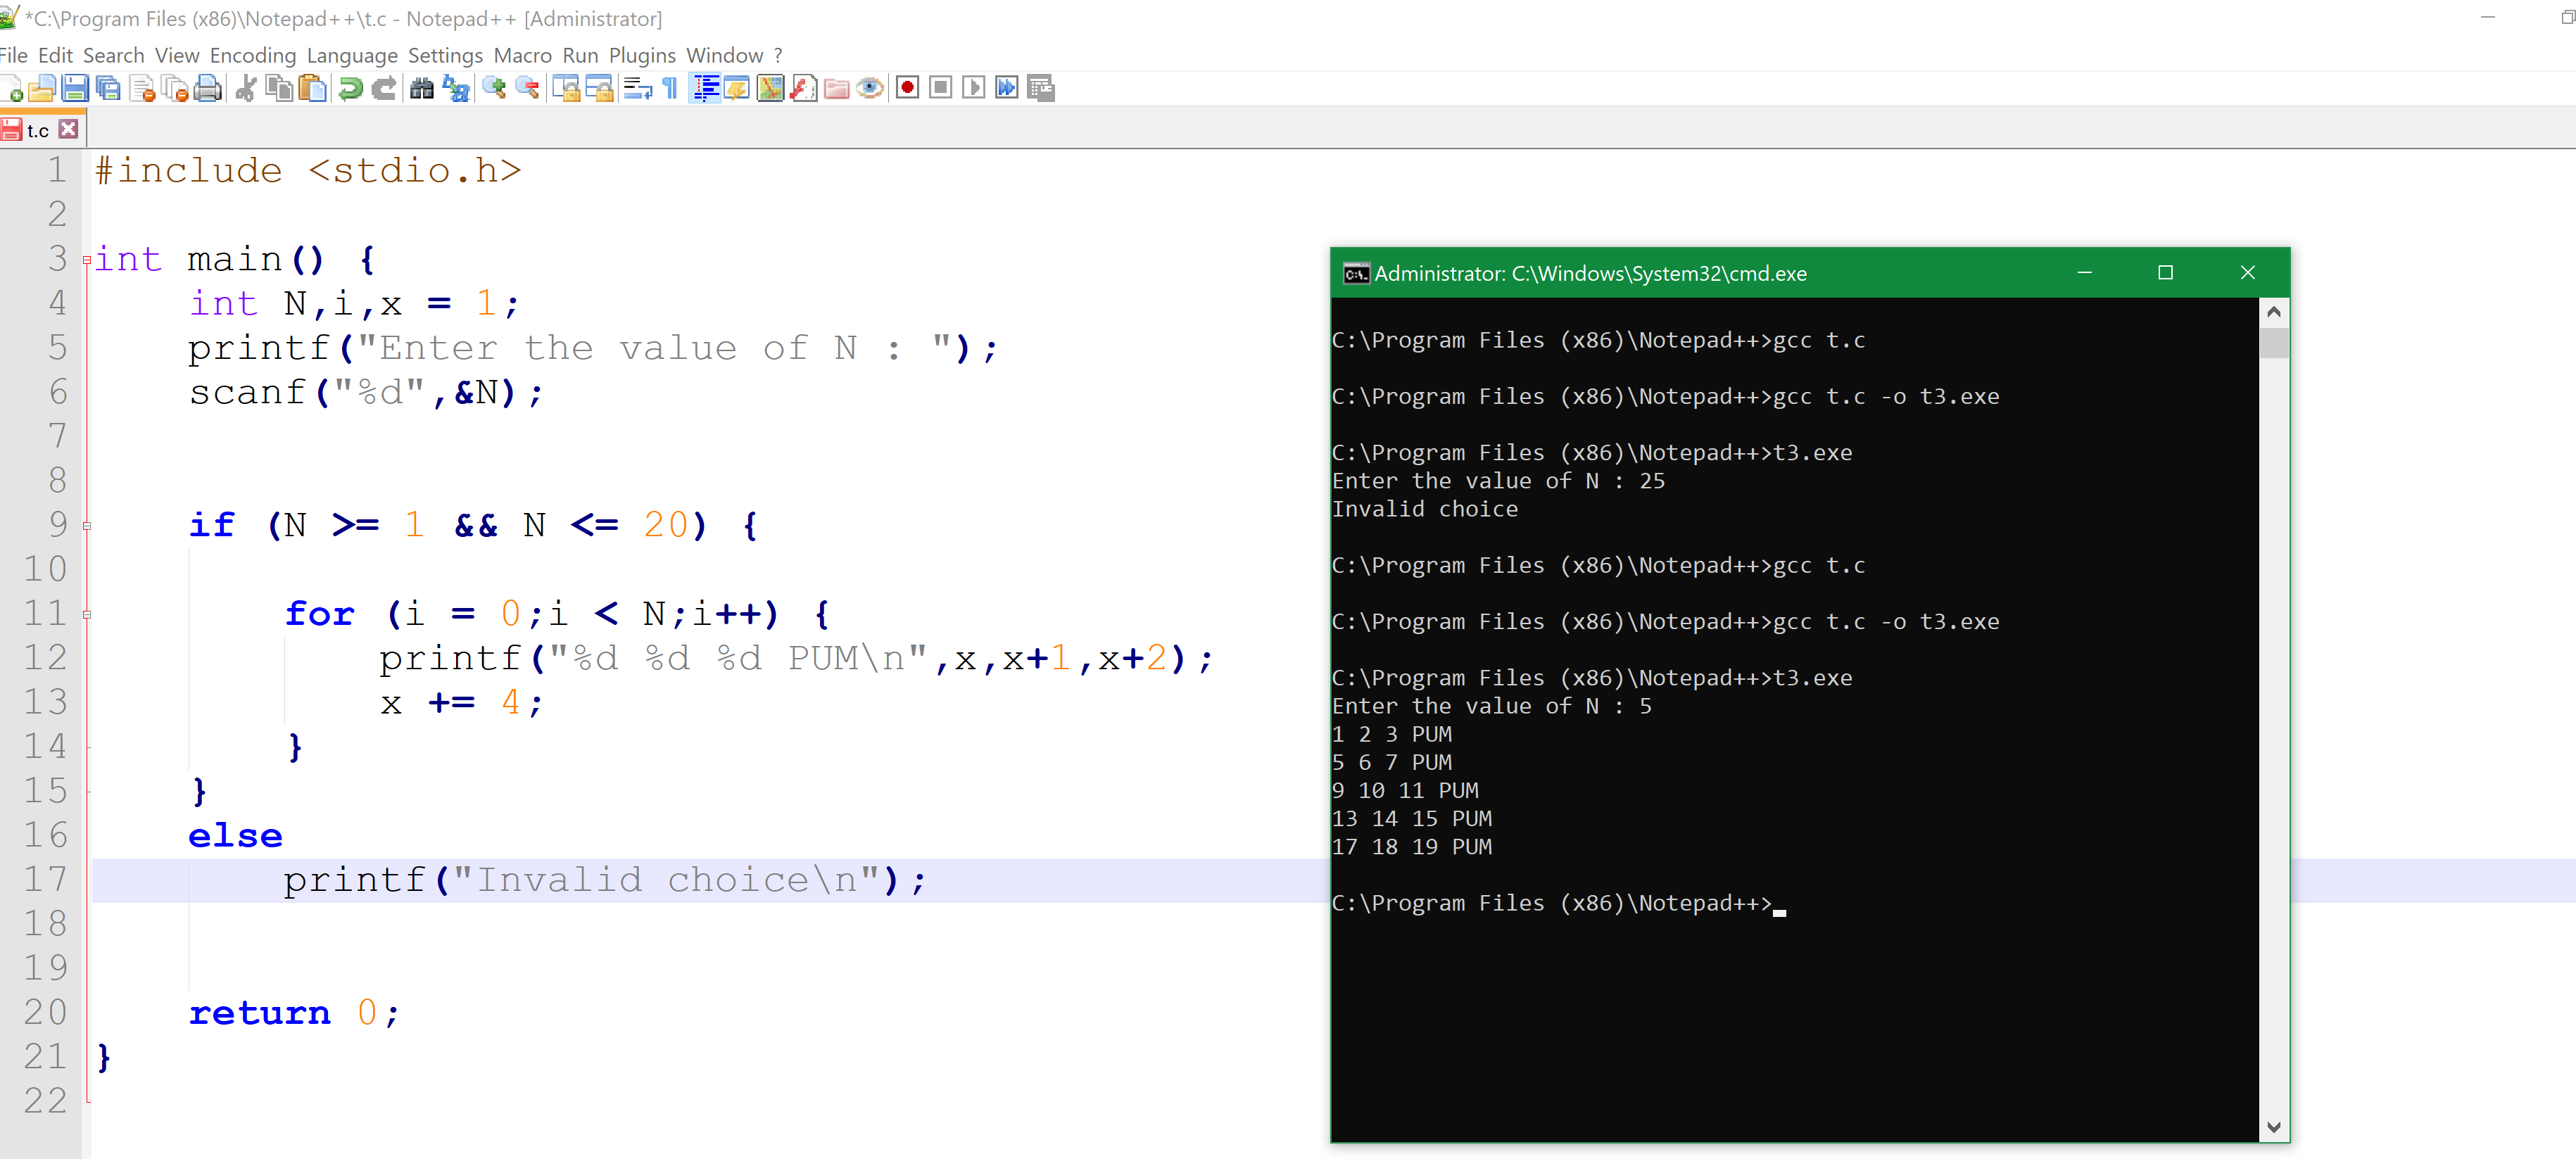 *C:\Program Files (x86)\Notepad++\t.c - Notepad++ [Administrator]
File Edit Search View Encoding Language Settings Macro Run Plugins Window ?
t.c
1 #include <stdio.h>
2
3 int main() {
4 int N,i,x = 1;
5 printf("Enter the value of N : ");
6 scanf("%d",&N);
7
8
9 if (N >= 1 && N <= 20) {
10
11 for (i = 0;i < N;i++) {
12 printf("%d %d %d PUM\n",x,x+1,x+2);
13 x += 4;
14 }
15 }
16 else
17 printf("Invalid choice\n");
18
19
20 return 0;
21 }
22
Administrator: C:\Windows\System32\cmd.exe
C:\Program Files (x86)\Notepad++>gcc t.c
C:\Program Files (x86)\Notepad++>gcc t.c -o t3.exe
C:\Program Files (x86)\Notepad++>t3.exe
Enter the value of N : 25
Invalid choice
C:\Program Files (x86)\Notepad++>gcc t.c
C:\Program Files (x86)\Notepad++>gcc t.c -o t3.exe
C:\Program Files (x86)\Notepad++>t3.exe
Enter the value of N : 5
1 2 3 PUM
5 6 7 PUM
9 10 11 PUM
13 14 15 PUM
17 18 19 PUM
C:\Program Files (x86)\Notepad++>